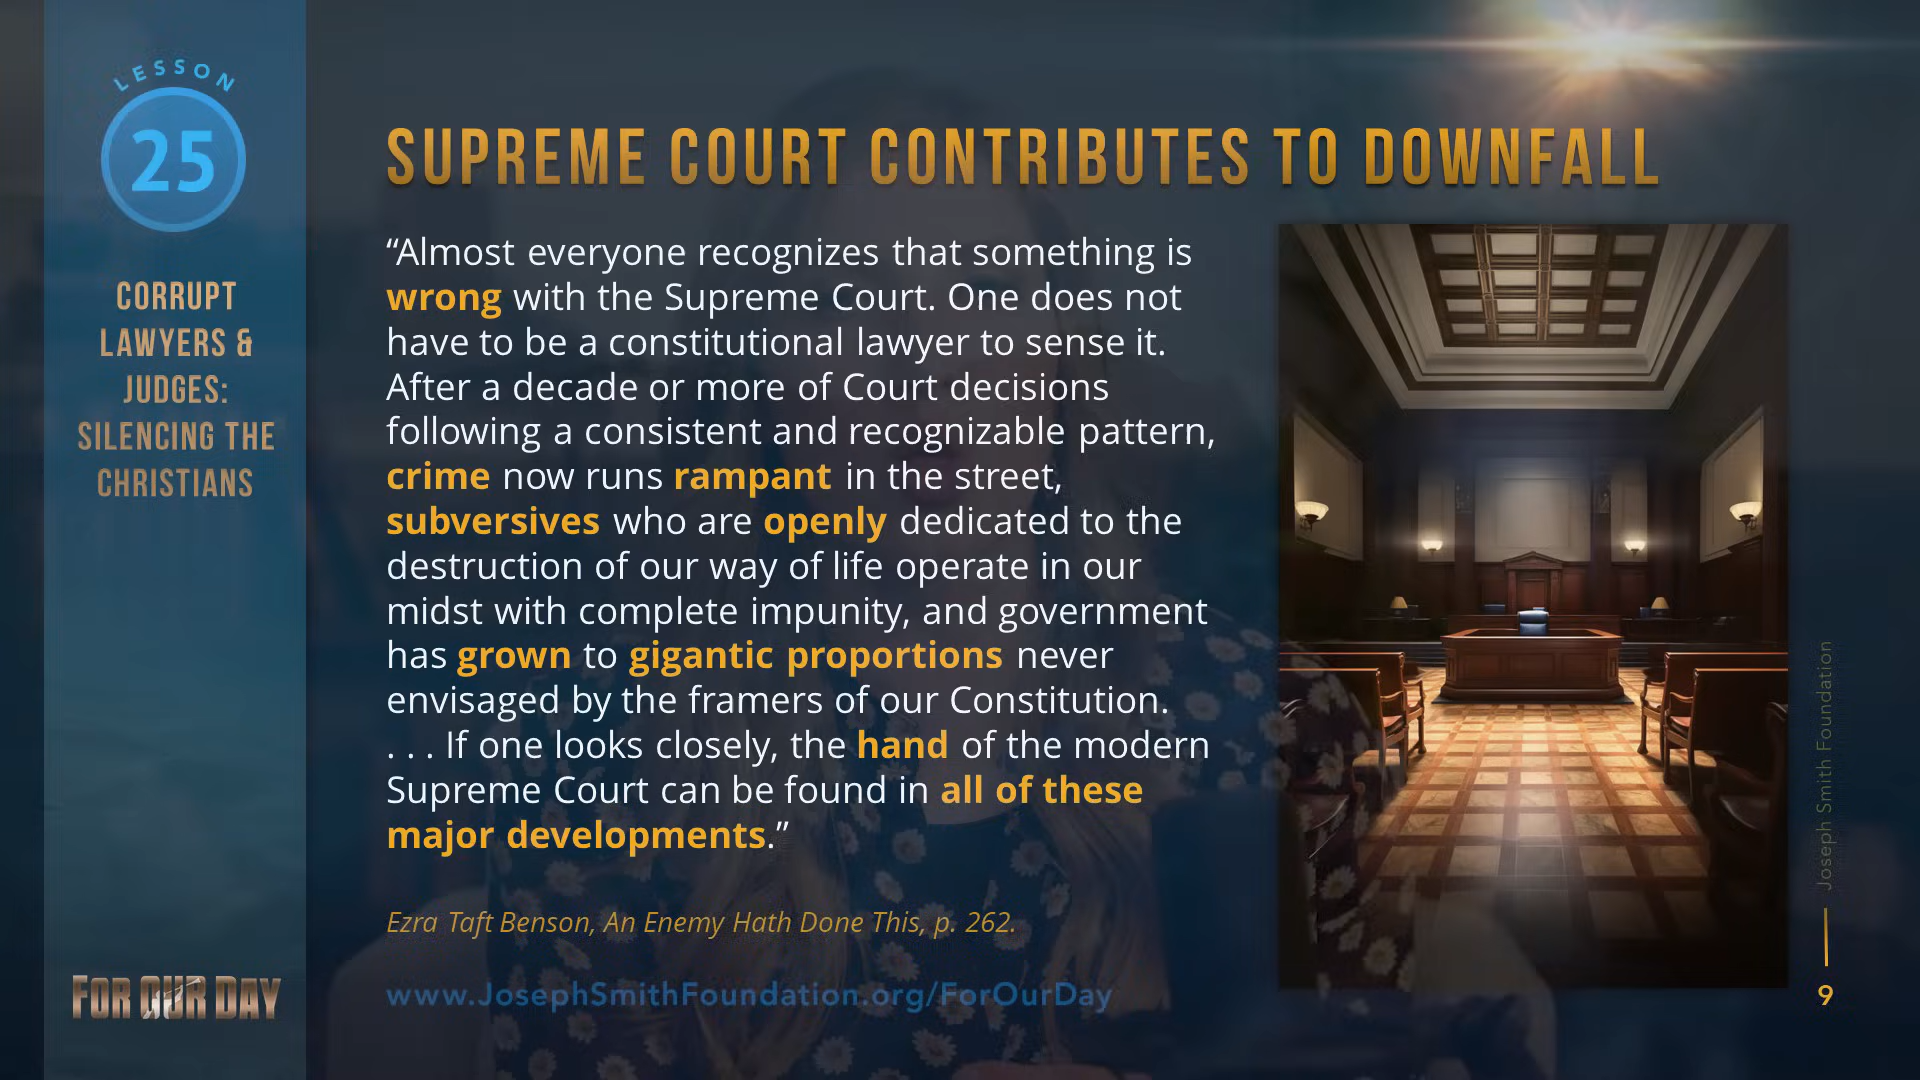 LESSON
25
CORRUPT
LAWYERS &
JUDGES:
SILENCING THE
CHRISTIANS
FOR OUR DAY
SUPREME COURT CONTRIBUTES TO DOWNFALL
“Almost everyone recognizes that something is
wrong with the Supreme Court. One does not
have to be a constitutional lawyer to sense it.
After a decade or more of Court decisions
following a consistent and recognizable pattern,
crime now runs rampant in the street,
subversives who are openly dedicated to the
destruction of our way of life operate in our
midst with complete impunity, and government
has grown to gigantic proportions never
envisaged by the framers of our Constitution.
. . . If one looks closely, the hand of the modern
Supreme Court can be found in all of these
major developments.”
Ezra Taft Benson, An Enemy Hath Done This, p. 262.
www.JosephSmithFoundation.org/ForOurDay
Joseph Smith Foundation
9